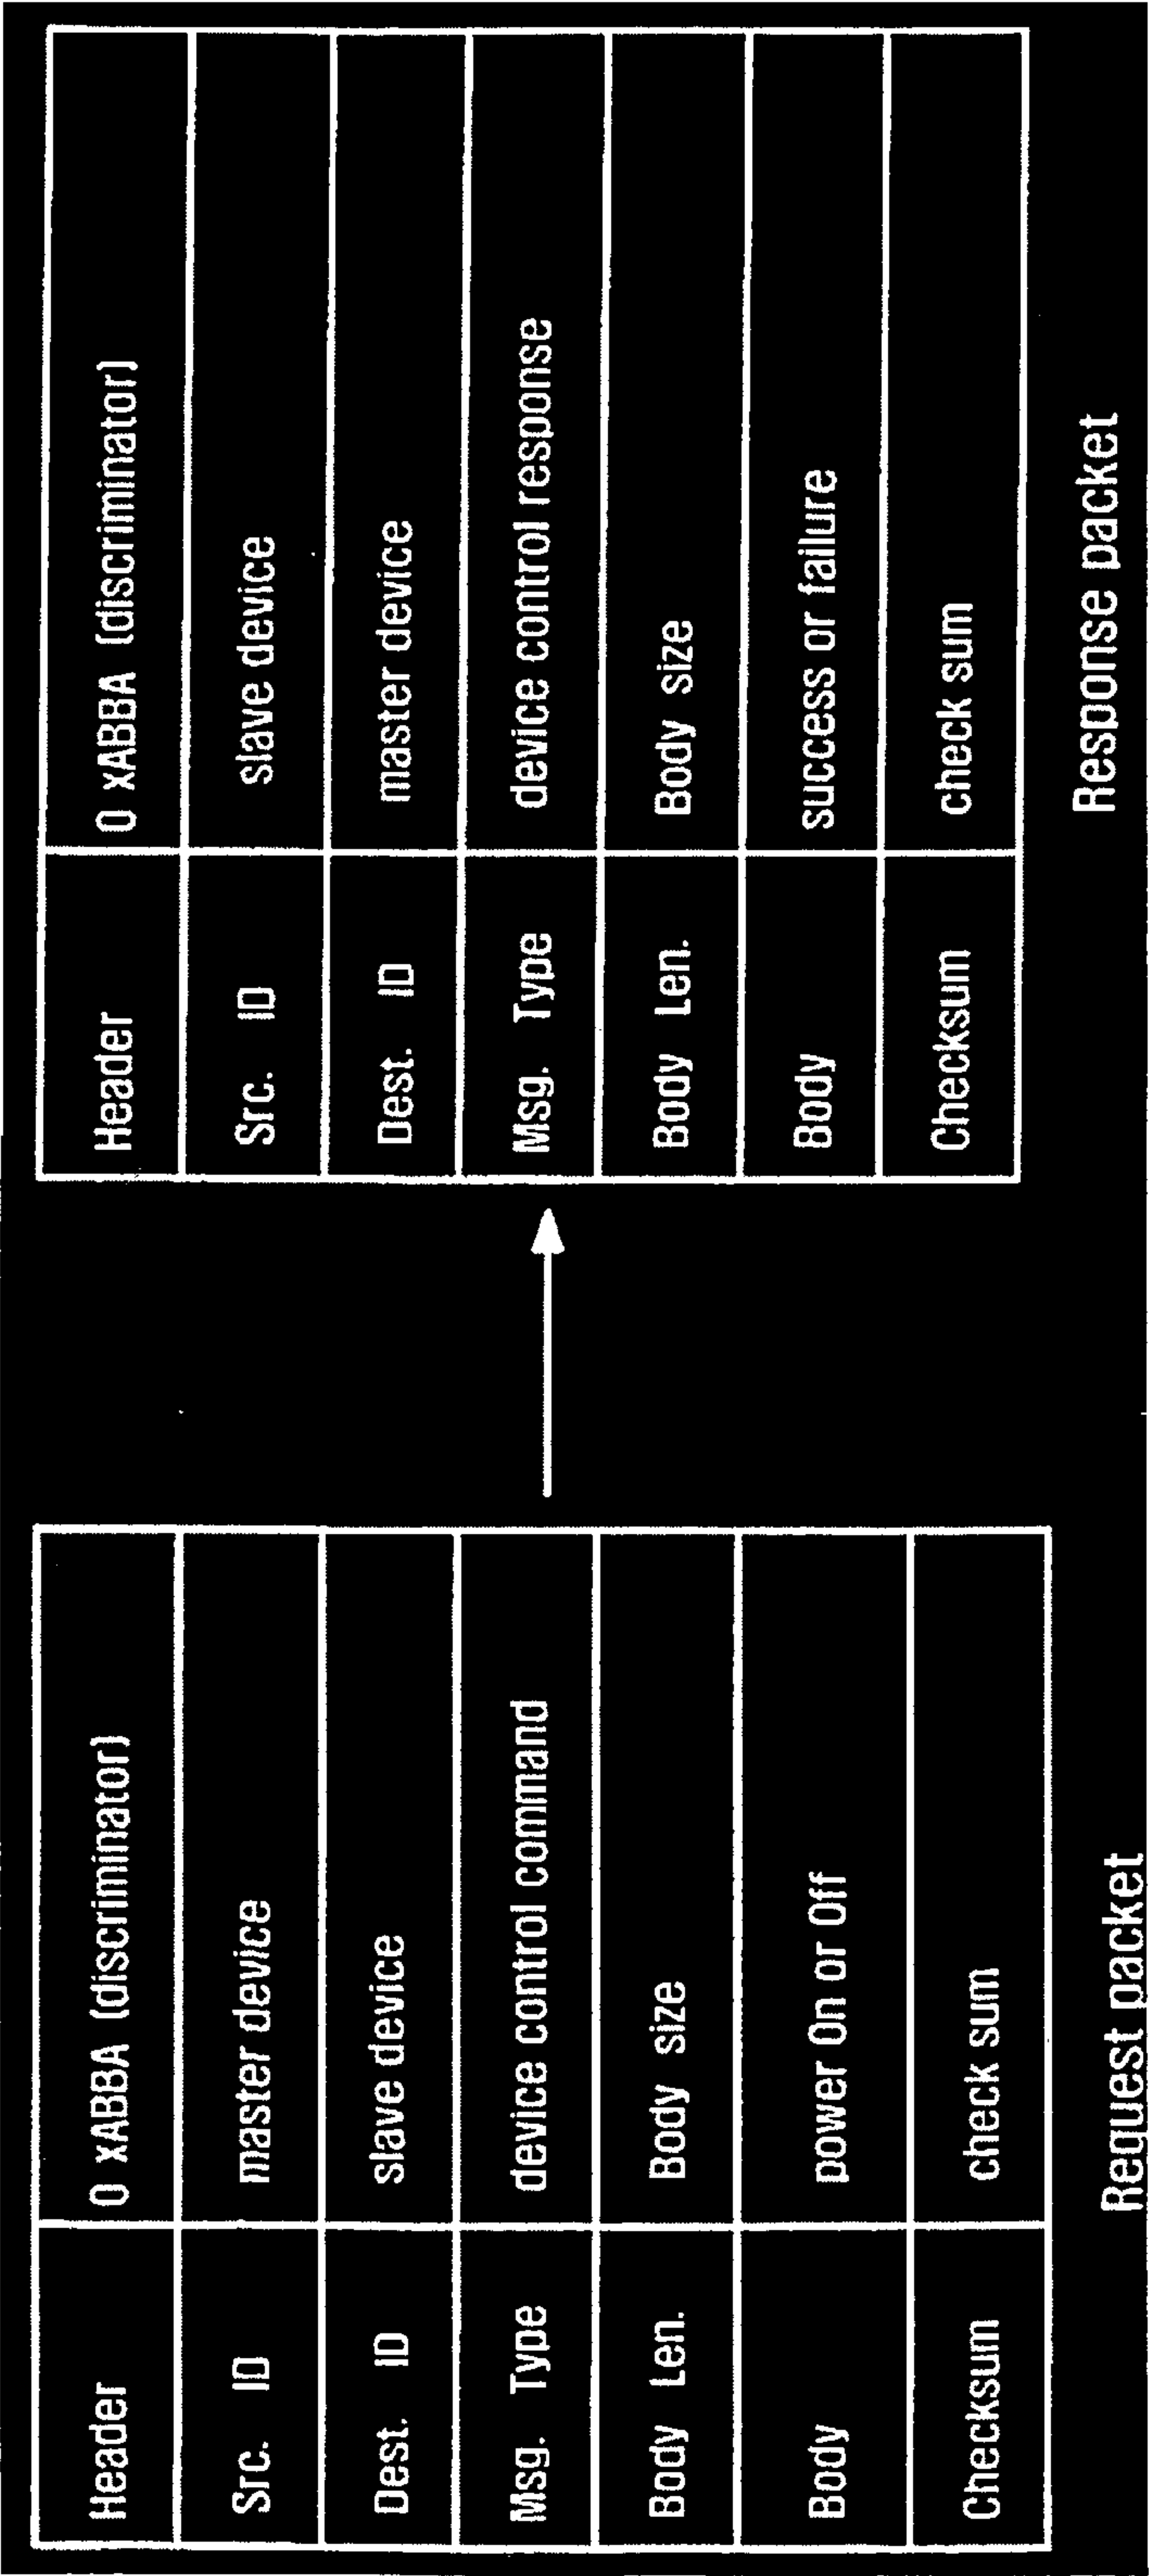 Header O xABBA (discriminator)
Src. ID master device
Dest. ID slave device
Msg. Type device control command
Body Len. Body size
Body power On or Off
Checksum check sum
Request packet
Header O xABBA (discriminator)
Src. ID slave device
Dest. ID master device
Msg. Type device control response
Body Len. Body size
Body success or failure
Checksum check sum
Response packet